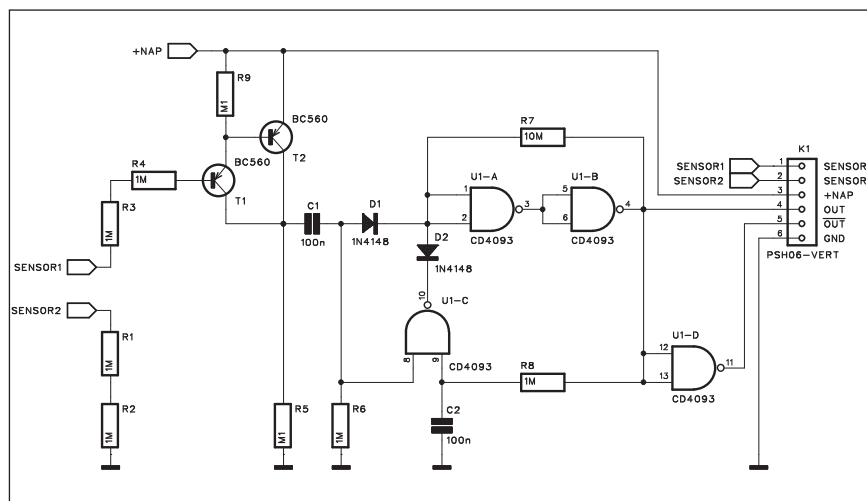 +NAP
R9
M1
BC560
T2
R4
1M
BC560
T1
R3
1M
SENSOR1
SENSOR2
R1
1M
R2
1M
C1
100n
D1
1N4148
D2
1N4148
R7
10M
U1-A
1
2
3
CD4093
U1-B
5
6
4
CD4093
10
U1-C
8
9
CD4093
R5
M1
R6
1M
C2
100n
R8
1M
U1-D
12
13
11
CD4093
K1
SENSOR1
1
SENSOR
SENSOR2
2
SENSOR
3
+NAP
4
OUT
5
OUT
6
GND
PSH06-VERT